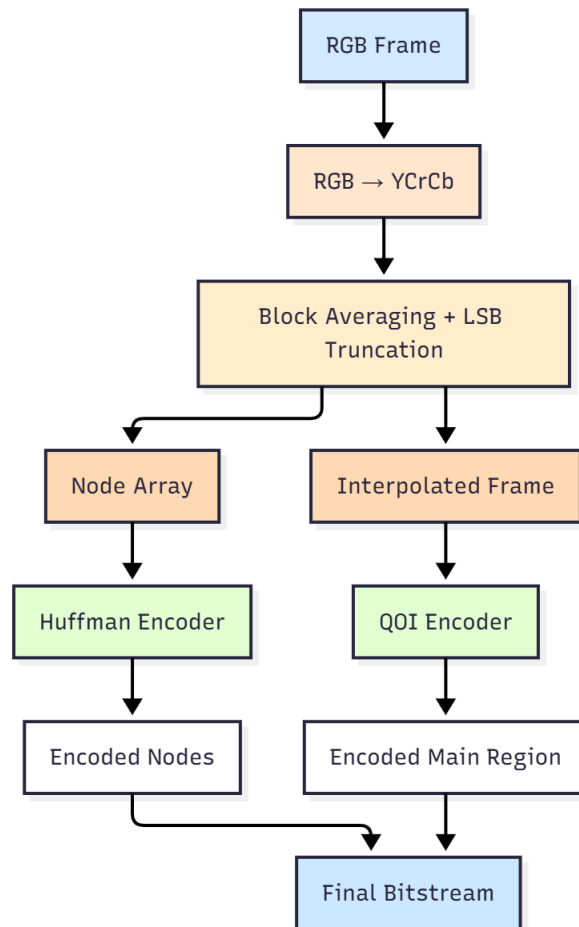 RGB Frame
RGB → YCrCb
Block Averaging + LSB
Truncation
Node Array
Interpolated Frame
Huffman Encoder
QOI Encoder
Encoded Nodes
Encoded Main Region
Final Bitstream